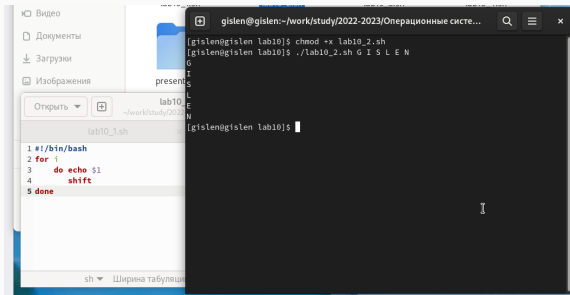 Видео
Документы
Загрузки
Изображения
present
Открыть
lab10_
~/work/study/2022
lab10_1.sh
1 #!/bin/bash
2 for i
3 do echo $1
4 shift
5 done
sh
Ширина табуляци
gislen@gislen:~/work/study/2022-2023/Операционные систе...
[gislen@gislen lab10]$ chmod +x lab10_2.sh
[gislen@gislen lab10]$ ./lab10_2.sh G I S L E N
G
I
S
L
E
N
[gislen@gislen lab10]$